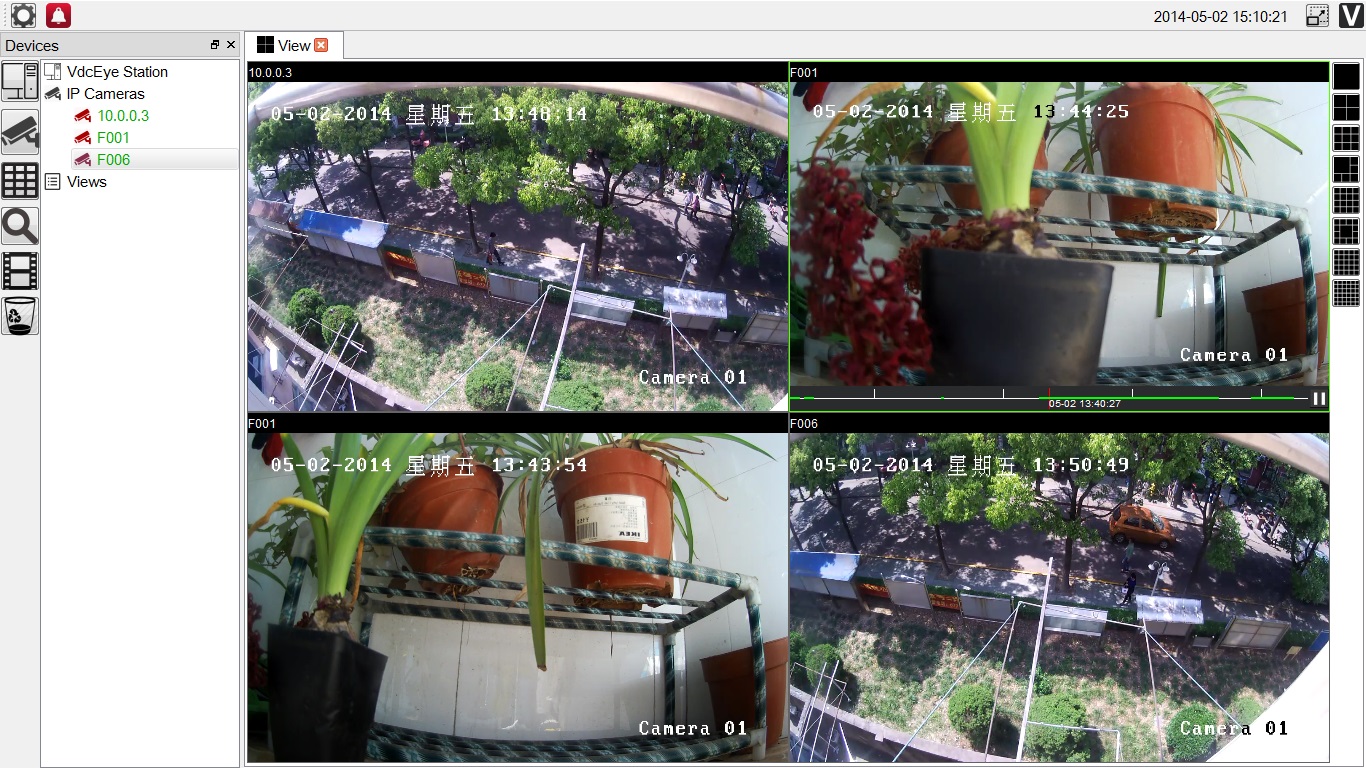 2014-05-02 15:10:21
V
Devices
View
VdcEye Station
IP Cameras
10.0.0.3
F001
F006
Views
10.0.0.3
05-02-2014 星期五 13:48:14
Camera 01
F001
05-02-2014 星期五 13:44:25
Camera 01
05-02 13:40:27
F001
05-02-2014 星期五 13:43:54
IKEA
Camera 01
F006
05-02-2014 星期五 13:50:49
Camera 01